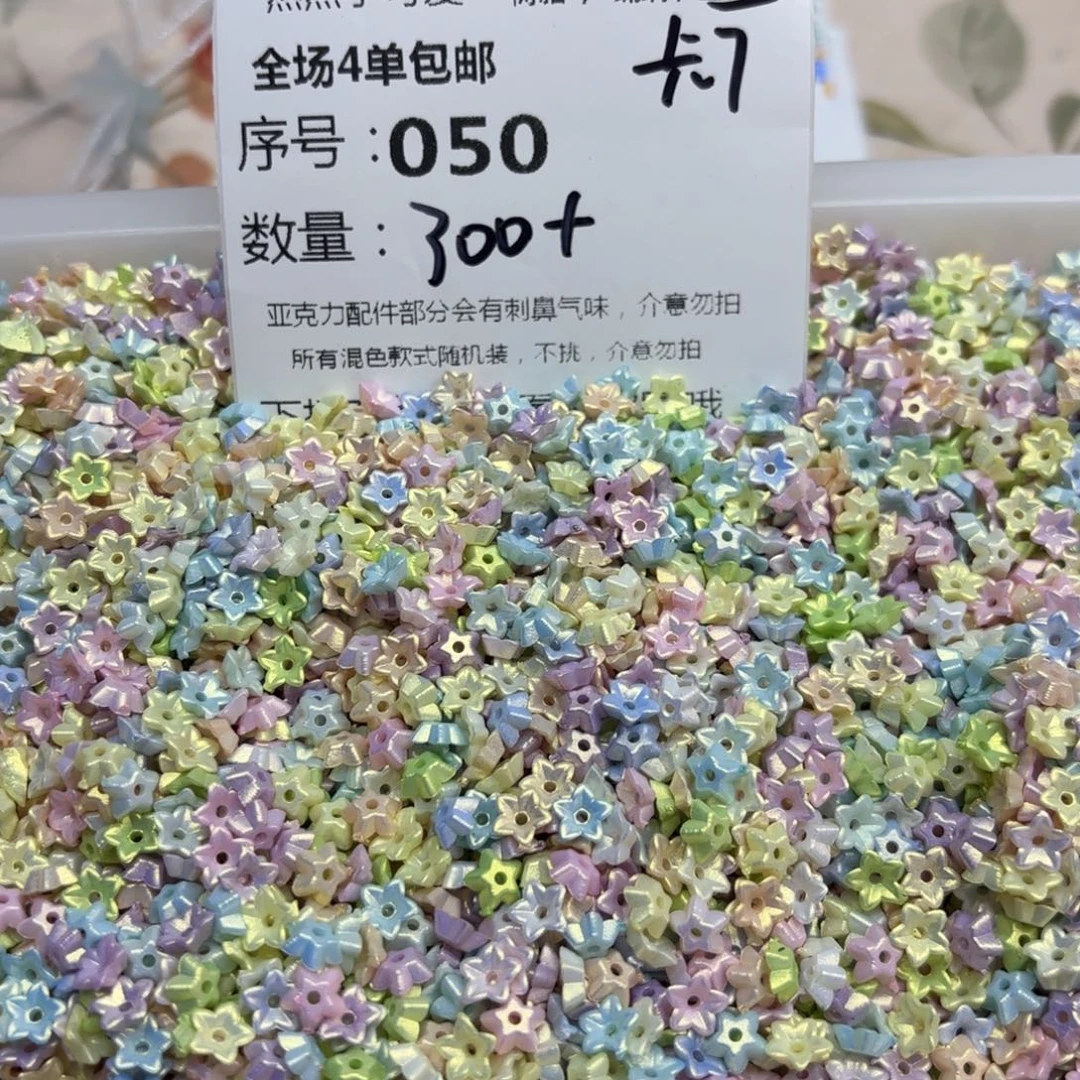 全场4单包邮
序号：050
数量：300+
亚克力配件部分会有刺鼻气味，介意勿拍
所有混色款式随机装，不挑，介意勿拍